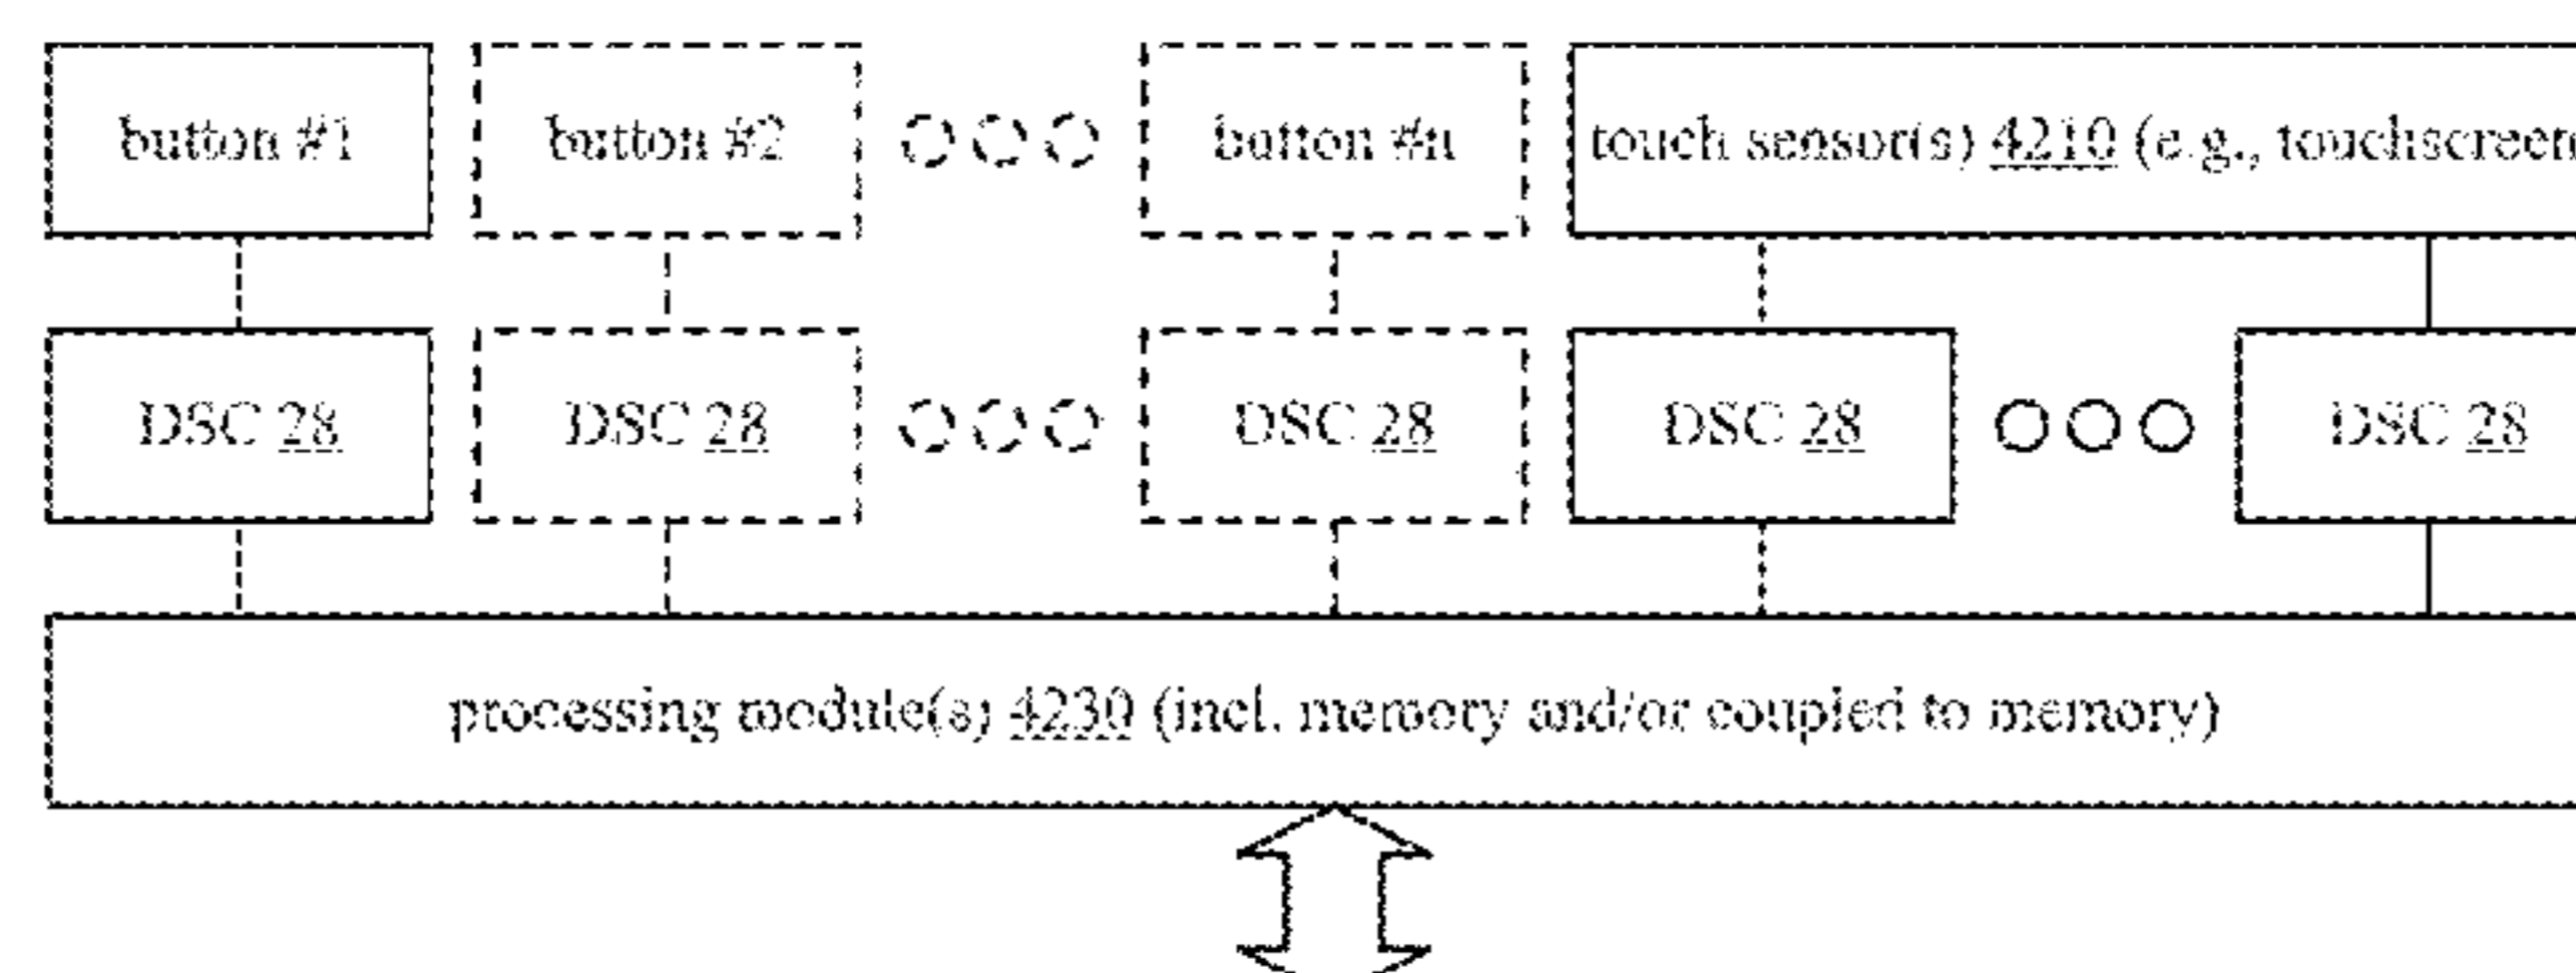 button #1 button #2 button #n touch sensor(s) 4210 (e.g., touchscreen
DSC 28 DSC 28 DSC 28 DSC 28 DSC 28
processing module(s) 4230 (incl. memory and/or coupled to memory)